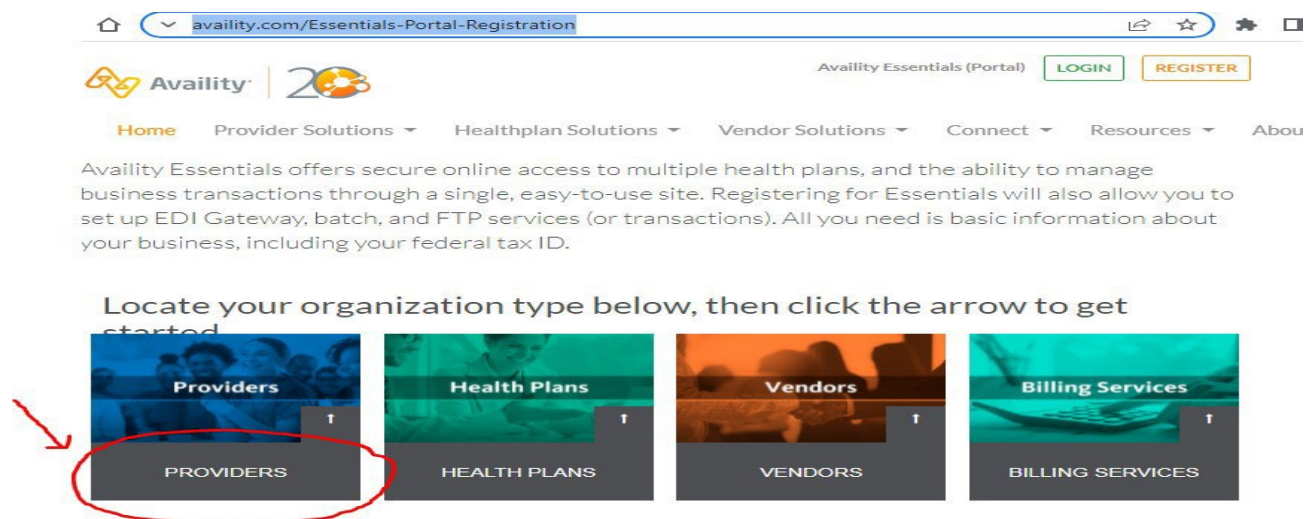 availity.com/Essentials-Portal-Registration
Availity 20
Availity Essentials (Portal) LOGIN REGISTER
Home Provider Solutions Healthplan Solutions Vendor Solutions Connect Resources Abou
Availity Essentials offers secure online access to multiple health plans, and the ability to manage
business transactions through a single, easy-to-use site. Registering for Essentials will also allow you to
set up EDI Gateway, batch, and FTP services (or transactions). All you need is basic information about
your business, including your federal tax ID.
Locate your organization type below, then click the arrow to get
started
Providers Health Plans Vendors Billing Services
PROVIDERS HEALTH PLANS VENDORS BILLING SERVICES